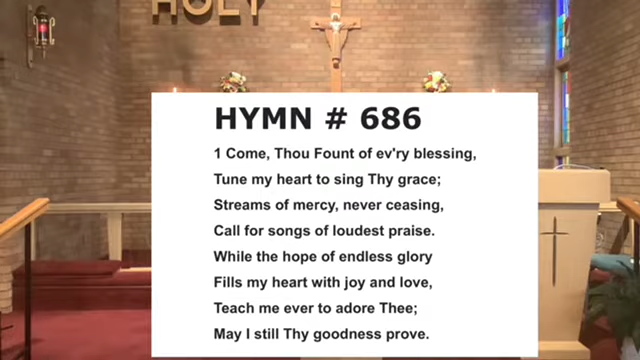 HOLY
HYMN # 686
1 Come, Thou Fount of ev'ry blessing,
Tune my heart to sing Thy grace;
Streams of mercy, never ceasing,
Call for songs of loudest praise.
While the hope of endless glory
Fills my heart with joy and love,
Teach me ever to adore Thee;
May I still Thy goodness prove.